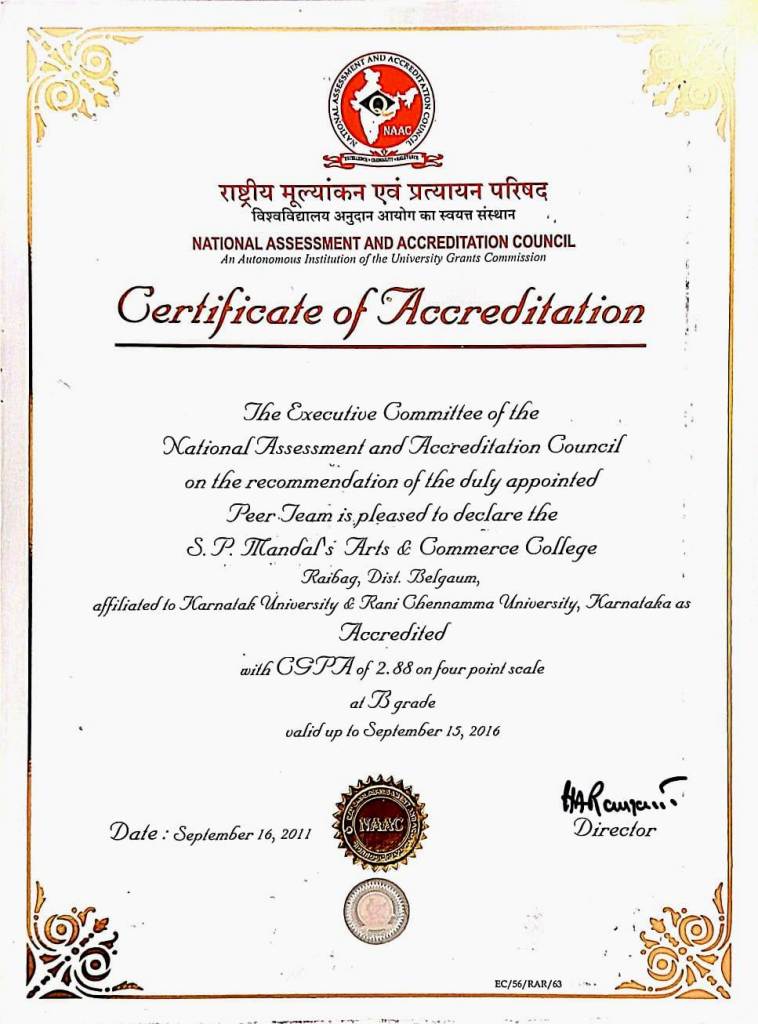 NATIONAL ASSESSMENT AND ACCREDITATION COUNCIL
NAAC
EXCELLENCE • CREDIBILITY • RELEVANCE
राष्ट्रीय मूल्यांकन एवं प्रत्यायन परिषद
विश्वविद्यालय अनुदान आयोग का स्वयत्त संस्थान
NATIONAL ASSESSMENT AND ACCREDITATION COUNCIL
An Autonomous Institution of the University Grants Commission
Certificate of Accreditation
The Executive Committee of the
National Assessment and Accreditation Council
on the recommendation of the duly appointed
Peer Team is pleased to declare the
S. P. Mandal's Arts & Commerce College
Raibag, Dist. Belgaum,
affiliated to Karnatak University & Rani Chennamma University, Karnataka as
Accredited
with CGPA of 2.88 on four point scale
at B grade
valid up to September 15, 2016
Date : September 16, 2011
NAAC
Director
EC/56/RAR/63